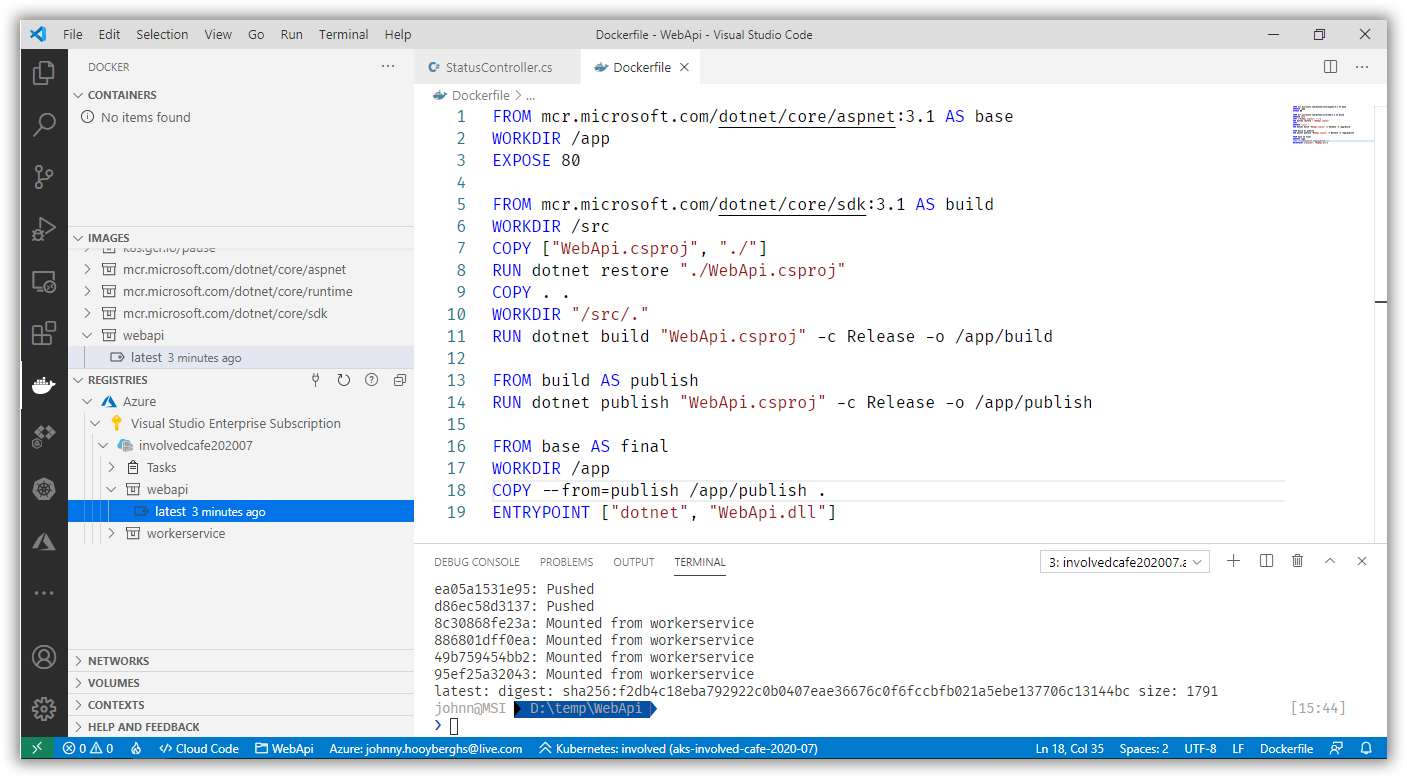 File Edit Selection View Go Run Terminal Help
Dockerfile - WebApi - Visual Studio Code
DOCKER
CONTAINERS
No items found
IMAGES
k8s.gcr.io/pause
mcr.microsoft.com/dotnet/core/aspnet
mcr.microsoft.com/dotnet/core/runtime
mcr.microsoft.com/dotnet/core/sdk
webapi
latest 3 minutes ago
REGISTRIES
Azure
Visual Studio Enterprise Subscription
involvedcafe202007
Tasks
webapi
latest 3 minutes ago
workerservice
NETWORKS
VOLUMES
CONTEXTS
HELP AND FEEDBACK
StatusController.cs
Dockerfile
Dockerfile > ...
1 FROM mcr.microsoft.com/dotnet/core/aspnet:3.1 AS base
2 WORKDIR /app
3 EXPOSE 80
4
5 FROM mcr.microsoft.com/dotnet/core/sdk:3.1 AS build
6 WORKDIR /src
7 COPY ["WebApi.csproj", "./"]
8 RUN dotnet restore "./WebApi.csproj"
9 COPY . .
10 WORKDIR "/src/."
11 RUN dotnet build "WebApi.csproj" -c Release -o /app/build
12
13 FROM build AS publish
14 RUN dotnet publish "WebApi.csproj" -c Release -o /app/publish
15
16 FROM base AS final
17 WORKDIR /app
18 COPY --from=publish /app/publish .
19 ENTRYPOINT ["dotnet", "WebApi.dll"]
DEBUG CONSOLE PROBLEMS OUTPUT TERMINAL
3: involvedcafe202007.a
ea05a1531e95: Pushed
d86ec58d3137: Pushed
8c30868fe23a: Mounted from workerservice
886801dff0ea: Mounted from workerservice
49b759454bb2: Mounted from workerservice
95ef25a32043: Mounted from workerservice
latest: digest: sha256:f2db4c18eba792922c0b0407eae36676c0f6fccbfb021a5ebe137706c13144bc size: 1791
johnn@MSI D:\temp\WebApi [15:44]
❯
0 0 Cloud Code WebApi Azure: johnny.hooyberghs@live.com Kubernetes: involved (aks-involved-cafe-2020-07) Ln 18, Col 35 Spaces: 2 UTF-8 LF Dockerfile